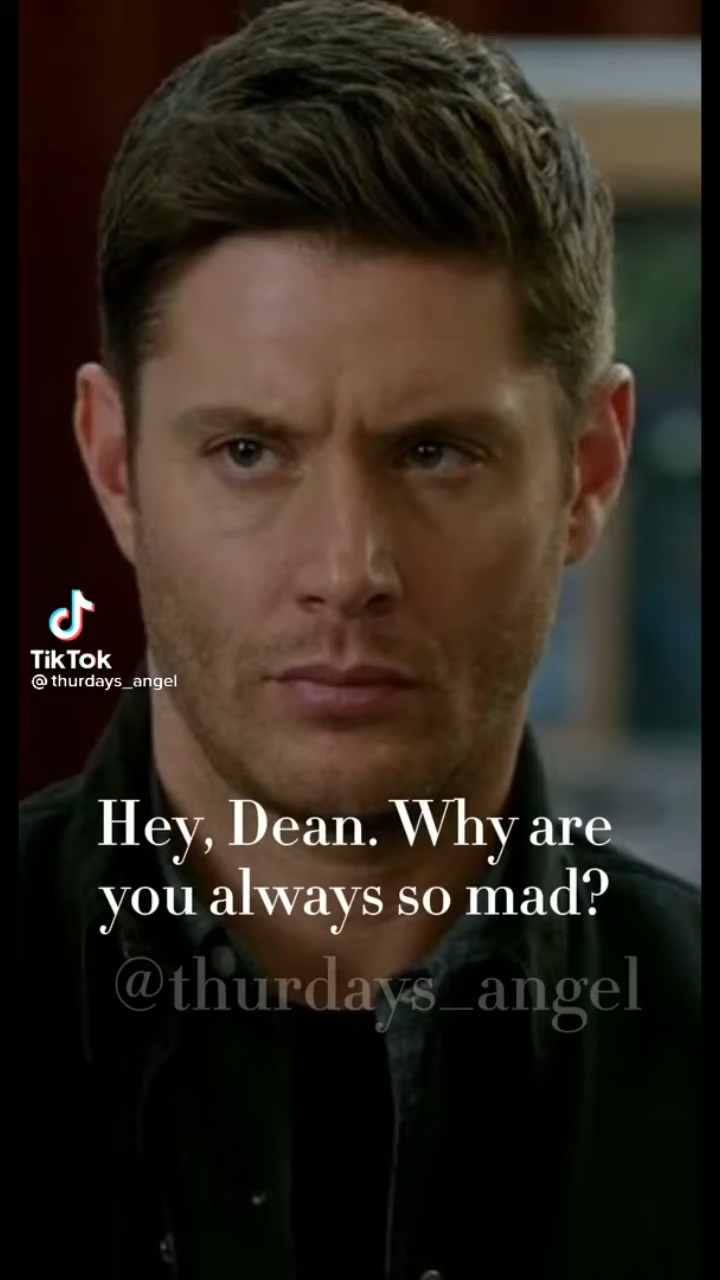 TikTok
@thurdays_angel
Hey, Dean. Why are
you always so mad?
@thurdays_angel